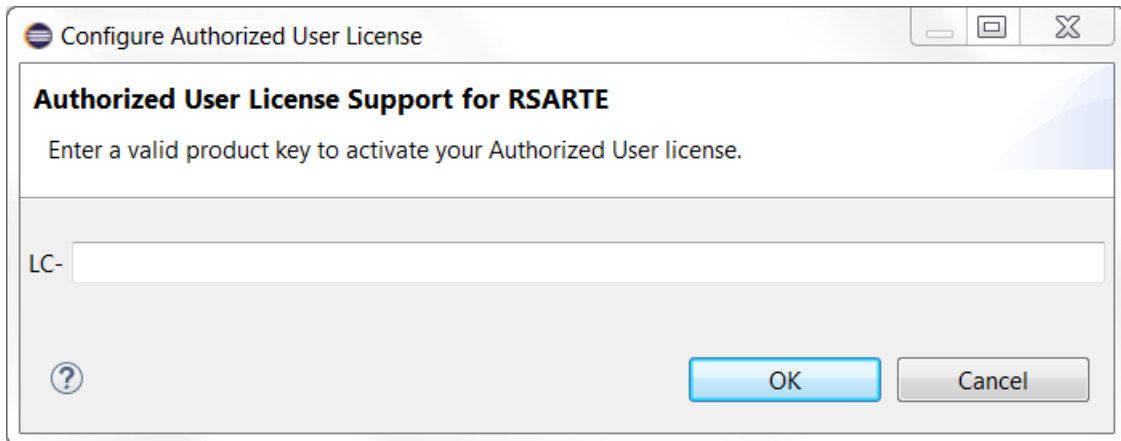 Configure Authorized User License
Authorized User License Support for RSARTE
Enter a valid product key to activate your Authorized User license.
LC-
?
OK Cancel